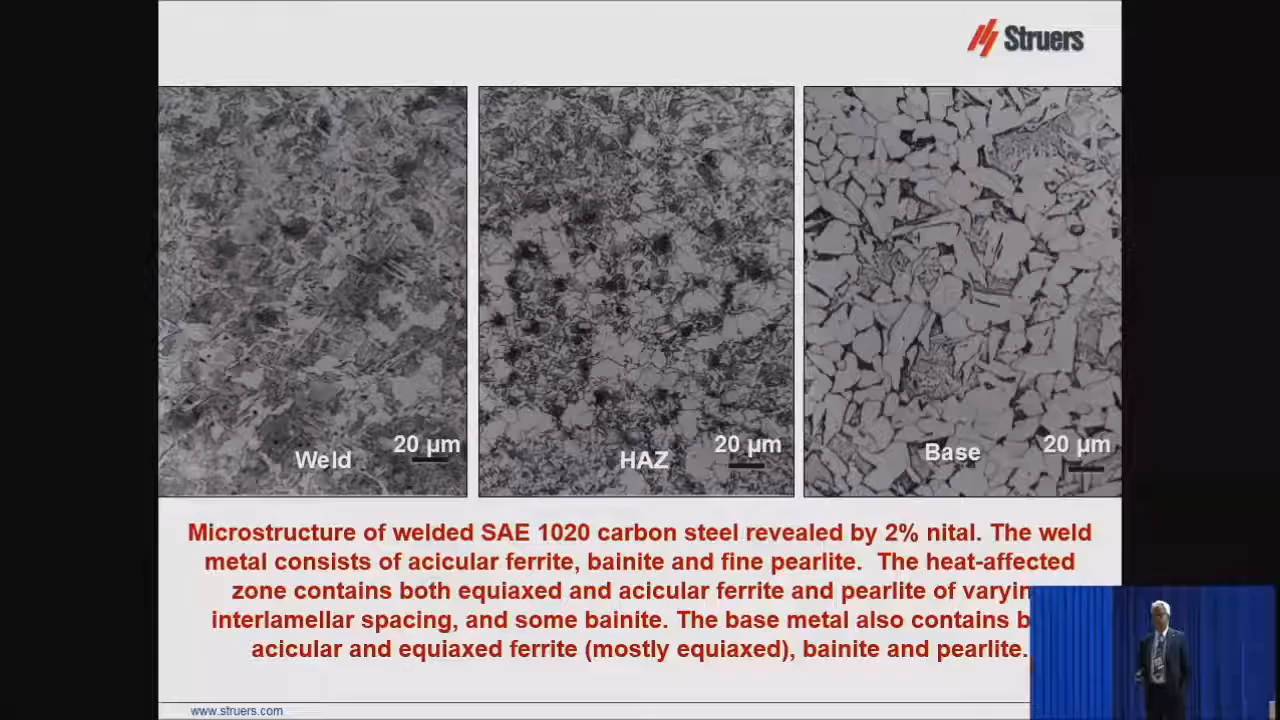 Struers
Weld
20 µm
HAZ
20 µm
Base
20 µm
Microstructure of welded SAE 1020 carbon steel revealed by 2% nital. The weld
metal consists of acicular ferrite, bainite and fine pearlite. The heat-affected
zone contains both equiaxed and acicular ferrite and pearlite of
interlamellar spacing, and some bainite. The base metal also contains
acicular and equiaxed ferrite (mostly equiaxed), bainite and pearlite.
www.struers.com